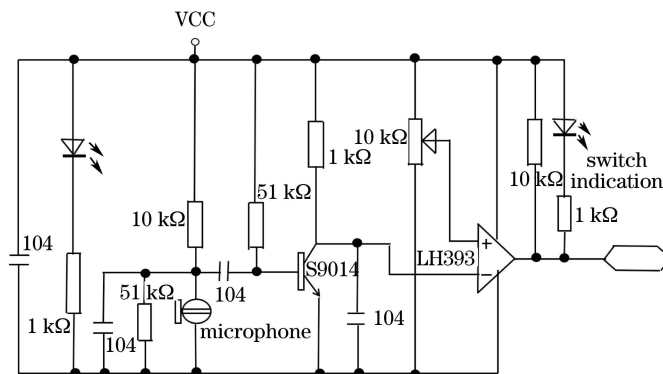 VCC
10 kΩ
1 kΩ
switch
indication
51 kΩ
10 kΩ
10 kΩ
1 kΩ
104
LH393
+
−
S9014
51 kΩ
104
1 kΩ
104
microphone
104